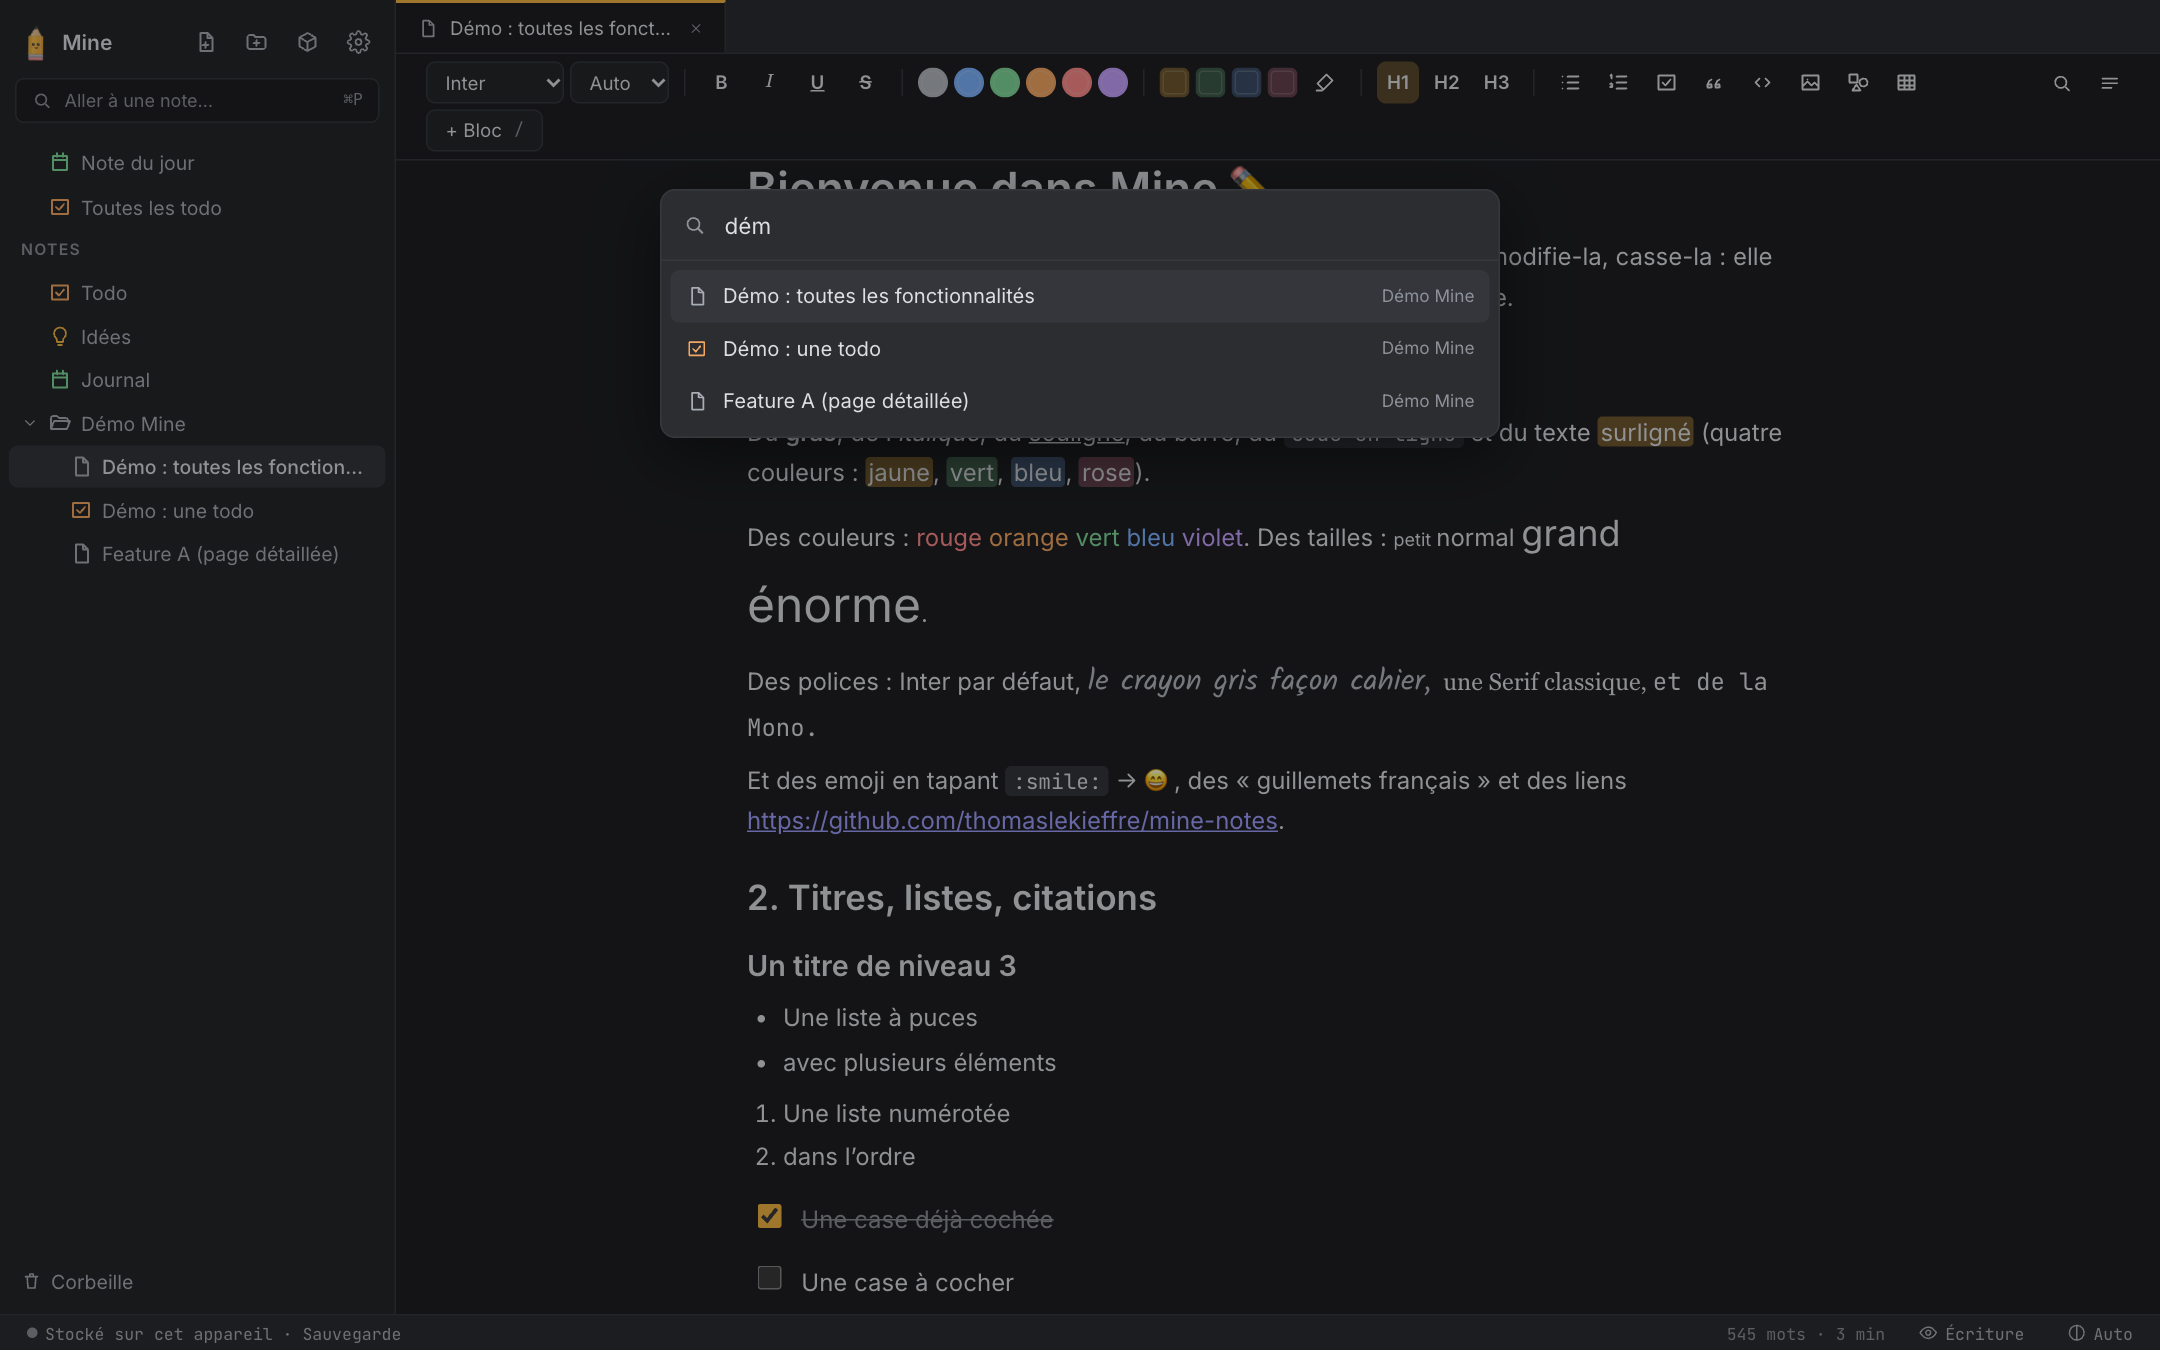 Mine
Aller à une note... ⌘P
Note du jour
Toutes les todo
NOTES
Todo
Idées
Journal
Démo Mine
Démo : toutes les fonction...
Démo : une todo
Feature A (page détaillée)
Corbeille
Démo : toutes les fonct... ×
Inter Auto B I U S H1 H2 H3
+ Bloc /
Bienvenue dans Mine ✏️
dém
Démo : toutes les fonctionnalités Démo Mine
Démo : une todo Démo Mine
Feature A (page détaillée) Démo Mine
modifie-la, casse-la : elle
e.
et du texte surligné (quatre
couleurs : jaune, vert, bleu, rose).
Des couleurs : rouge orange vert bleu violet. Des tailles : petit normal grand
énorme.
Des polices : Inter par défaut, le crayon gris façon cahier, une Serif classique, et de la
Mono.
Et des emoji en tapant :smile: → 😄 , des « guillemets français » et des liens
https://github.com/thomaslekieffre/mine-notes.
2. Titres, listes, citations
Un titre de niveau 3
• Une liste à puces
• avec plusieurs éléments
1. Une liste numérotée
2. dans l’ordre
Une case déjà cochée
Une case à cocher
Stocké sur cet appareil · Sauvegarde
545 mots · 3 min Écriture Auto